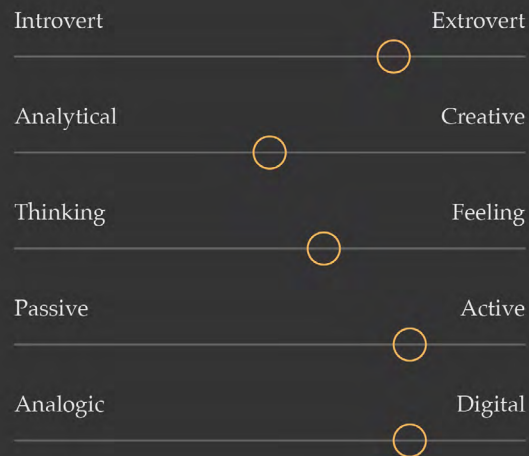 Introvert Extrovert
Analytical Creative
Thinking Feeling
Passive Active
Analogic Digital